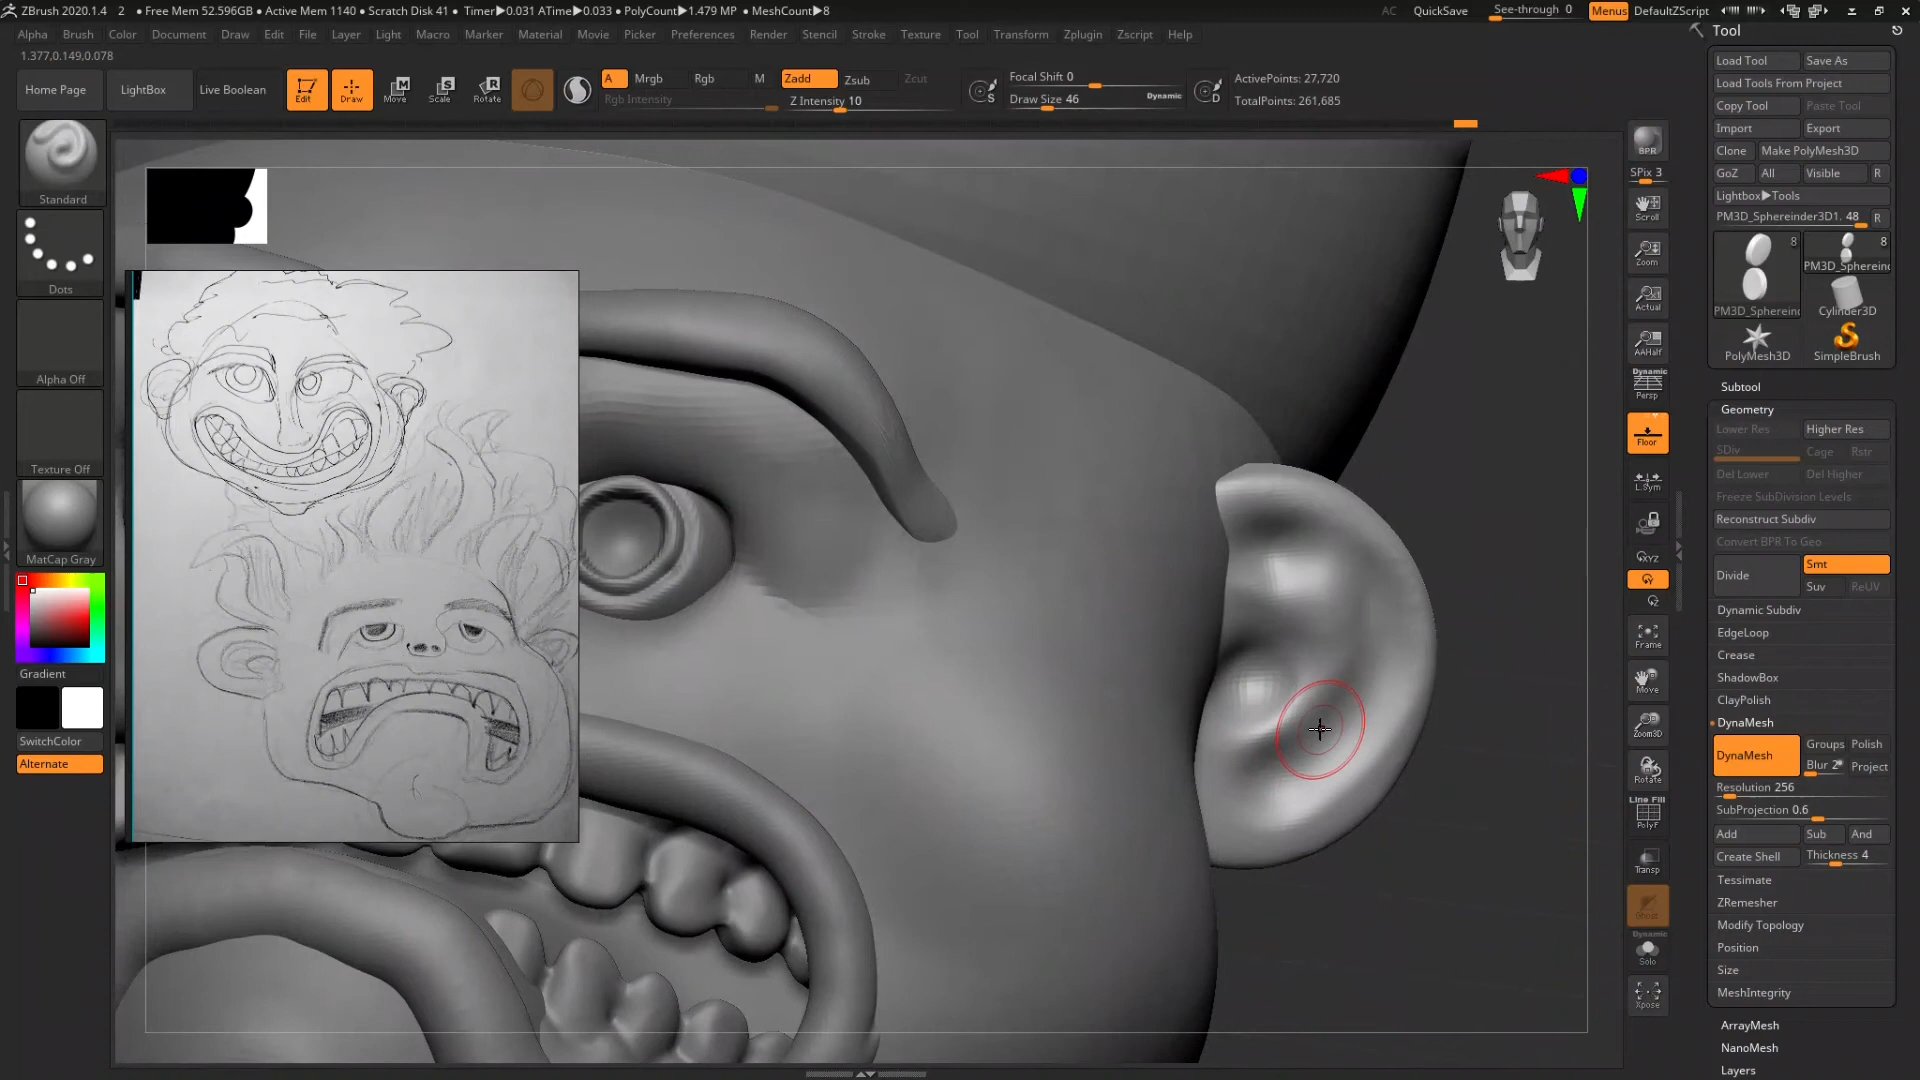 ZBrush 2020.1.4 2 • Free Mem 52.596GB • Active Mem 1140 • Scratch Disk 41 • Timer▶0.031 ATime▶0.033 • PolyCount▶1.479 MP • MeshCount▶8 AC QuickSave See-through 0 Menus DefaultZScript
Alpha Brush Color Document Draw Edit File Layer Light Macro Marker Material Movie Picker Preferences Render Stencil Stroke Texture Tool Transform Zplugin Zscript Help
1.377,0.149,0.078
Home Page LightBox Live Boolean Edit Draw Move Scale Rotate
A Mrgb Rgb M Zadd Zsub Zcut
Rgb Intensity Z Intensity 10
Focal Shift 0
Draw Size 46 Dynamic
S D
ActivePoints: 27,720
TotalPoints: 261,685
Standard
Dots
Alpha Off
Texture Off
MatCap Gray
Gradient
SwitchColor
Alternate
BPR
SPix 3
Scroll
Zoom
Actual
AAHalf
Dynamic
Persp
Floor
L.Sym
XYZ
Y
Z
Frame
Move
Zoom3D
Rotate
Line Fill
PolyF
Transp
Ghost
Dynamic
Solo
Xpose
Tool
Load Tool Save As
Load Tools From Project
Copy Tool Paste Tool
Import Export
Clone Make PolyMesh3D
GoZ All Visible R
Lightbox▶Tools
PM3D_Sphereinder3D1. 48 R
8 8
PM3D_Sphereind
PM3D_Sphereind Cylinder3D
PolyMesh3D SimpleBrush
Subtool
Geometry
Lower Res Higher Res
SDiv Cage Rstr
Del Lower Del Higher
Freeze SubDivision Levels
Reconstruct Subdiv
Convert BPR To Geo
Divide Smt
Suv ReUV
Dynamic Subdiv
EdgeLoop
Crease
ShadowBox
ClayPolish
DynaMesh
DynaMesh Groups Polish
Blur 2 Project
Resolution 256
SubProjection 0.6
Add Sub And
Create Shell Thickness 4
Tessimate
ZRemesher
Modify Topology
Position
Size
MeshIntegrity
ArrayMesh
NanoMesh
Layers